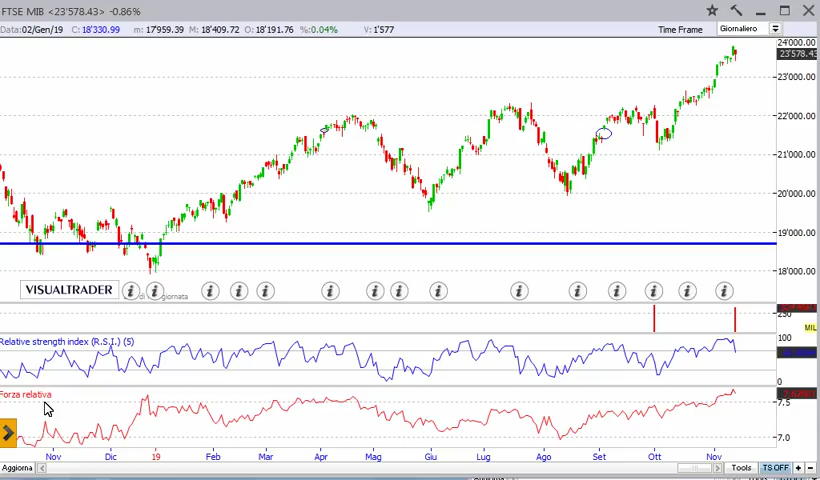 FTSE MIB <23'578.43> -0.86%
Data:02/Gen/19 C: 18'330.99 m: 17'959.39 M: 18'409.72 O: 18'191.76 %:0.04% V:1'577 Time Frame Giornaliero
24'000.00
23'578.43
23'000.00
22'000.00
21'000.00
20'000.00
19'000.00
18'000.00
VISUALTRADER
250
MIL
Relative strength index (R.S.I.) (5)
100
0
Forza relativa
7.5
7.0
Nov Dic 19 Feb Mar Apr Mag Giu Lug Ago Set Ott Nov
Aggiorna Tools TS OFF